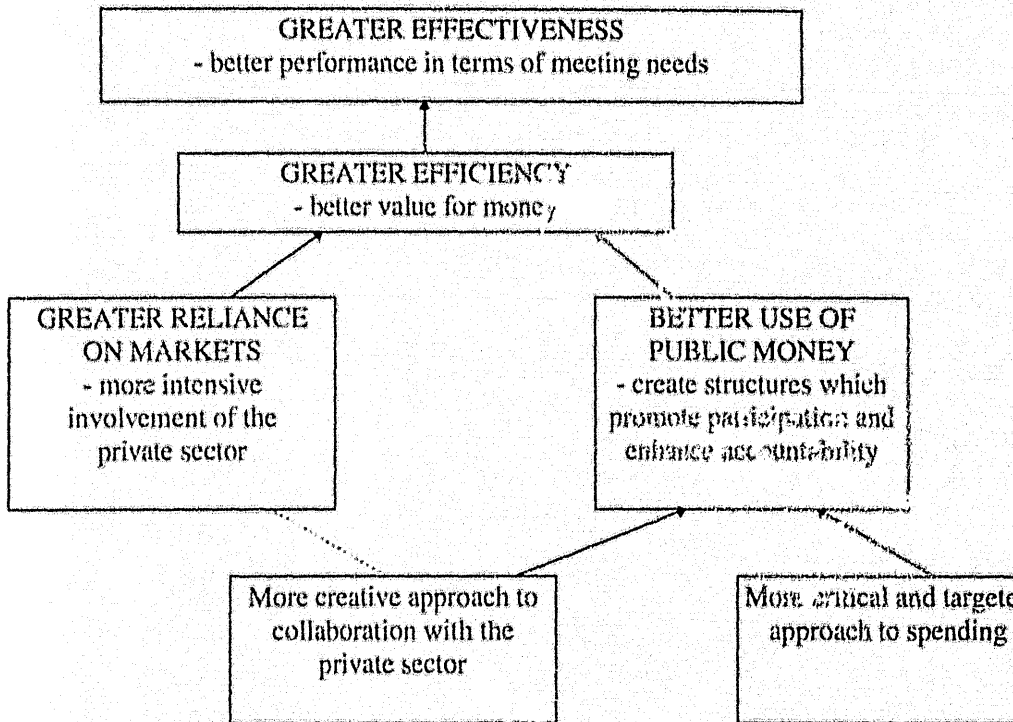 GREATER EFFECTIVENESS
- better performance in terms of meeting needs
GREATER EFFICIENCY
- better value for money
GREATER RELIANCE
ON MARKETS
- more intensive
involvement of the
private sector
BETTER USE OF
PUBLIC MONEY
- create structures which
promote participation and
enhance accountability
More creative approach to
collaboration with the
private sector
More critical and targete
approach to spending